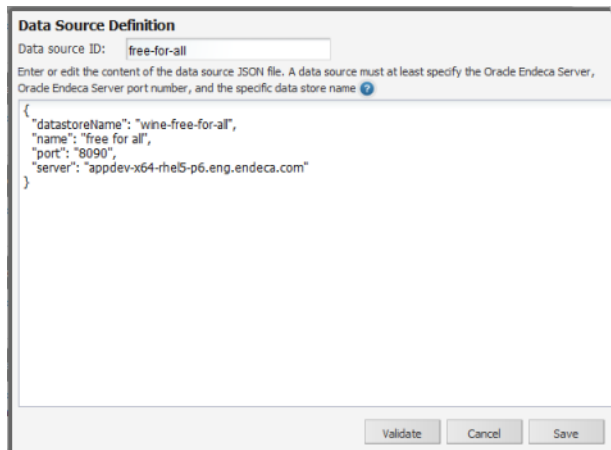 Data Source Definition
Data source ID: free-for-all
Enter or edit the content of the data source JSON file. A data source must at least specify the Oracle Endeca Server,
Oracle Endeca Server port number, and the specific data store name ?
{
"datastoreName": "wine-free-for-all",
"name": "free for all",
"port": "8090",
"server": "appdev-x64-rhel5-p6.eng.endeca.com"
}
Validate Cancel Save